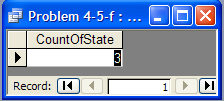 Problem 4-5-f : ...
CountOfState
3
Record: 1